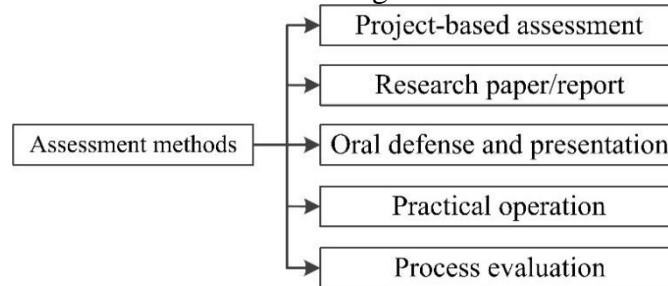 Project-based assessment
Research paper/report
Assessment methods
Oral defense and presentation
Practical operation
Process evaluation